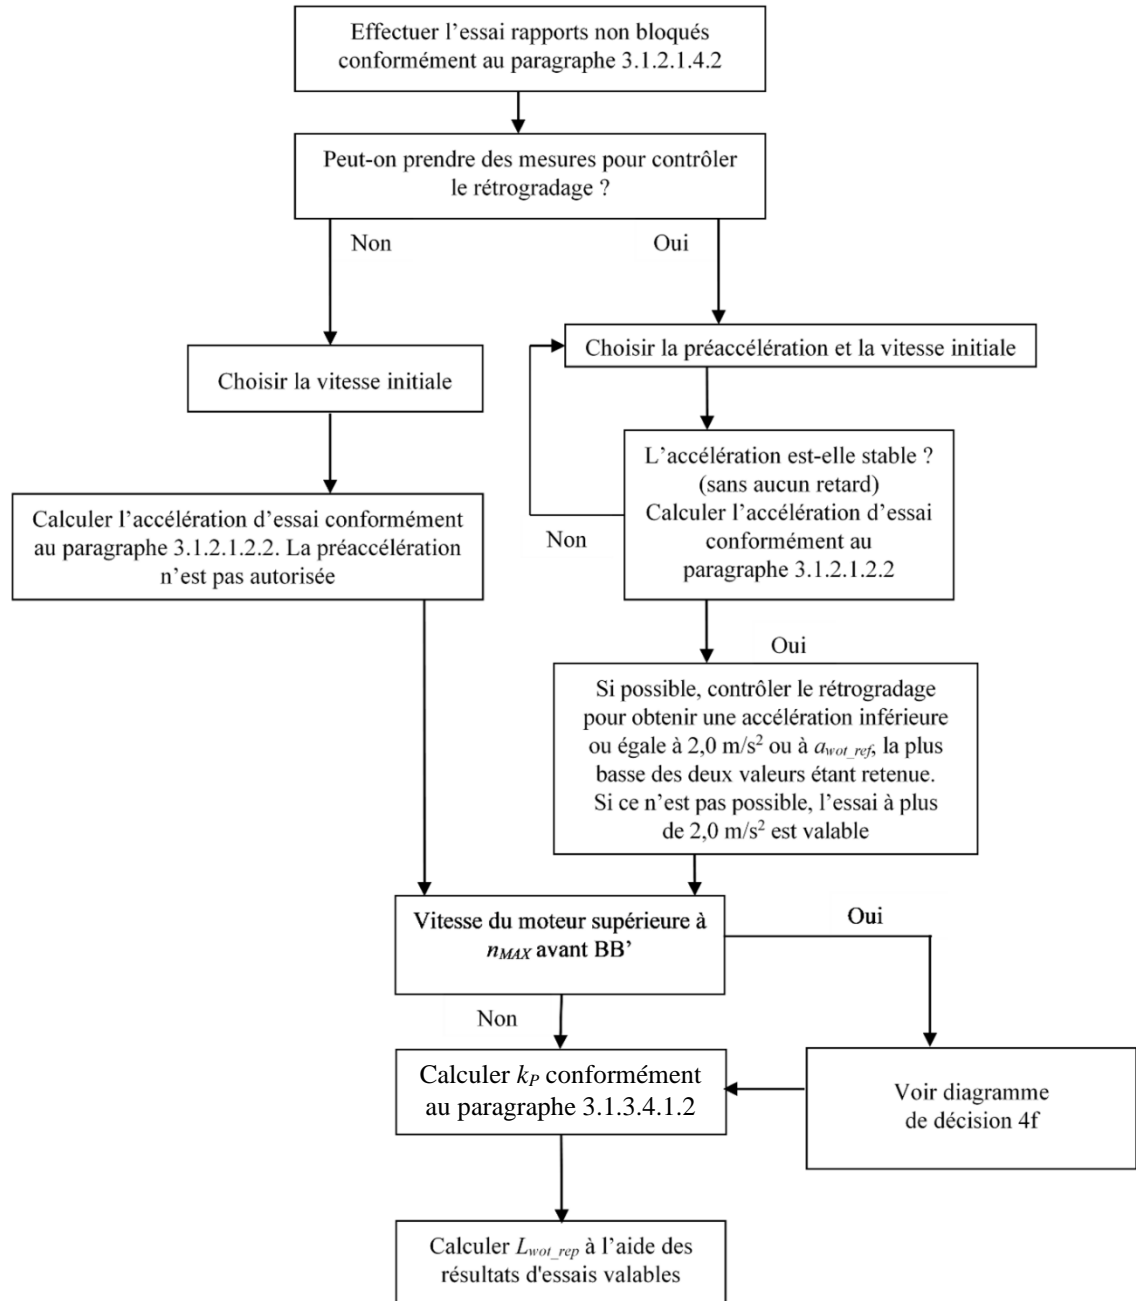 Effectuer l'essai rapports non bloqués
conformément au paragraphe 3.1.2.1.4.2
Peut-on prendre des mesures pour contrôler
le rétrogradage ?
Non
Oui
Choisir la vitesse initiale
Choisir la préaccélération et la vitesse initiale
Calculer l'accélération d'essai conformément
au paragraphe 3.1.2.1.2.2. La préaccélération
n'est pas autorisée
L'accélération est-elle stable ?
(sans aucun retard)
Calculer l'accélération d'essai
conformément au
paragraphe 3.1.2.1.2.2
Non
Oui
Si possible, contrôler le rétrogradage
pour obtenir une accélération inférieure
ou égale à 2,0 m/s² ou à a_wot_ref, la plus
basse des deux valeurs étant retenue.
Si ce n'est pas possible, l'essai à plus
de 2,0 m/s² est valable
Vitesse du moteur supérieure à
n_MAX avant BB'
Oui
Non
Calculer k_P conformément
au paragraphe 3.1.3.4.1.2
Voir diagramme
de décision 4f
Calculer L_wot_rep à l'aide des
résultats d'essais valables